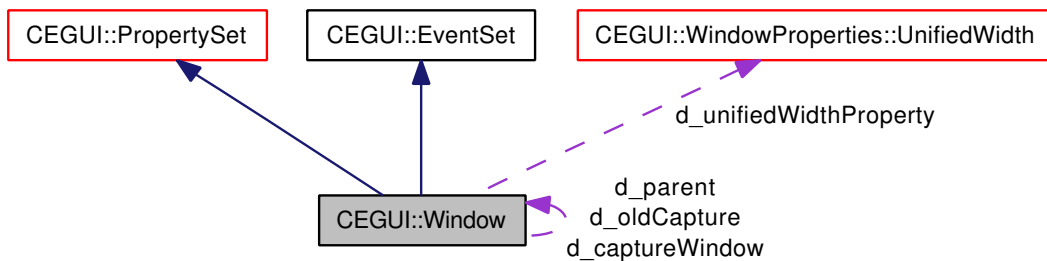 CEGUI::PropertySet
CEGUI::EventSet
CEGUI::WindowProperties::UnifiedWidth
d_unifiedWidthProperty
CEGUI::Window
d_parent
d_oldCapture
d_captureWindow